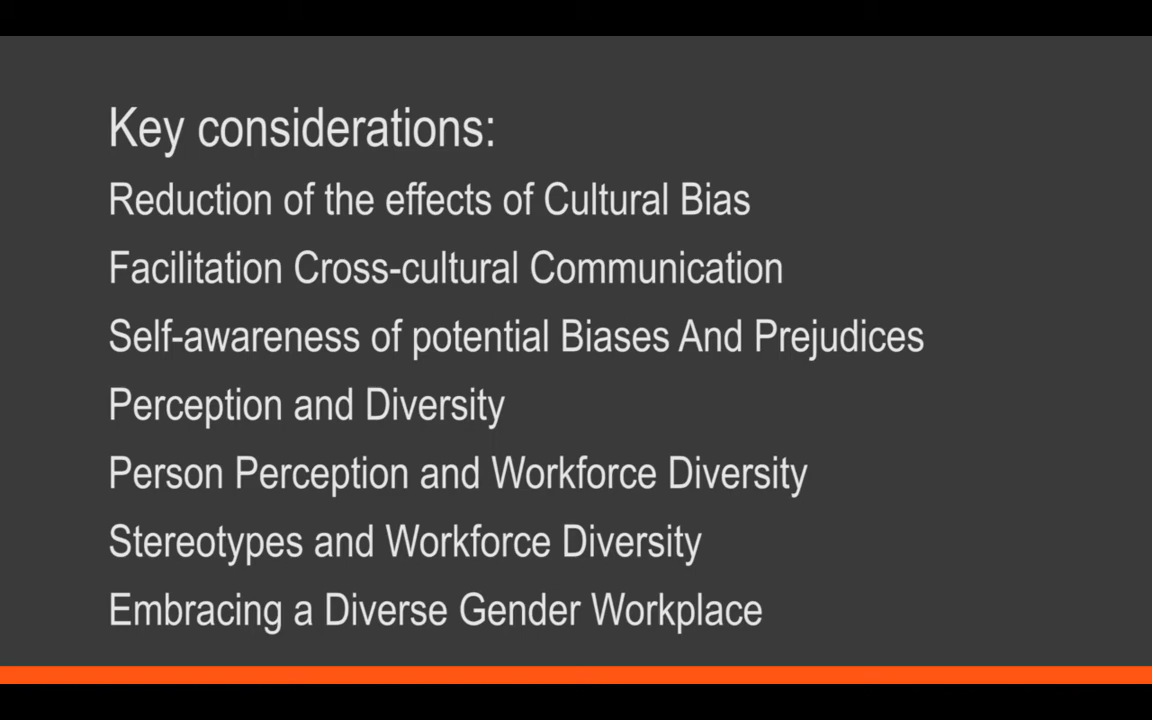 Key considerations:
Reduction of the effects of Cultural Bias
Facilitation Cross-cultural Communication
Self-awareness of potential Biases And Prejudices
Perception and Diversity
Person Perception and Workforce Diversity
Stereotypes and Workforce Diversity
Embracing a Diverse Gender Workplace